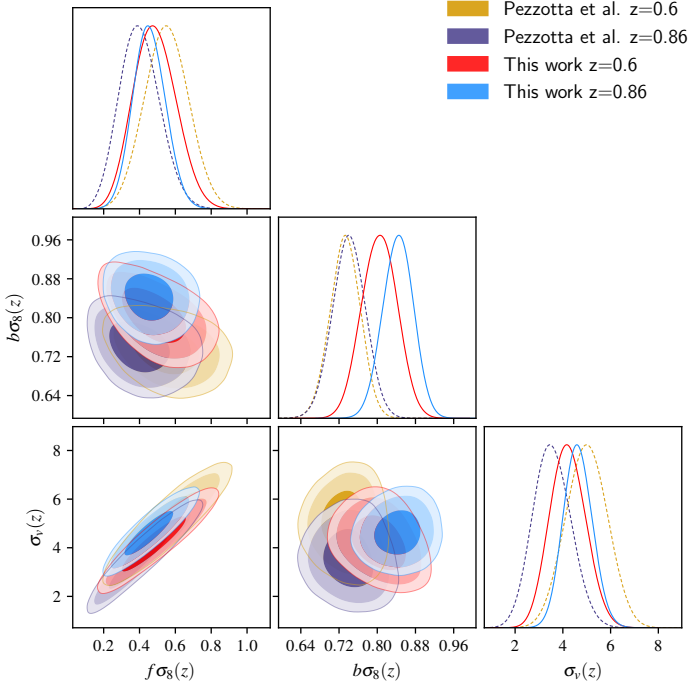 Pezzotta et al. z=0.6
Pezzotta et al. z=0.86
This work z=0.6
This work z=0.86
0.96
0.88
0.80
0.72
0.64
bσ₈(z)
8
6
4
2
σᵥ(z)
0.2 0.4 0.6 0.8 1.0
fσ₈(z)
0.64 0.72 0.80 0.88 0.96
bσ₈(z)
2 4 6 8
σᵥ(z)